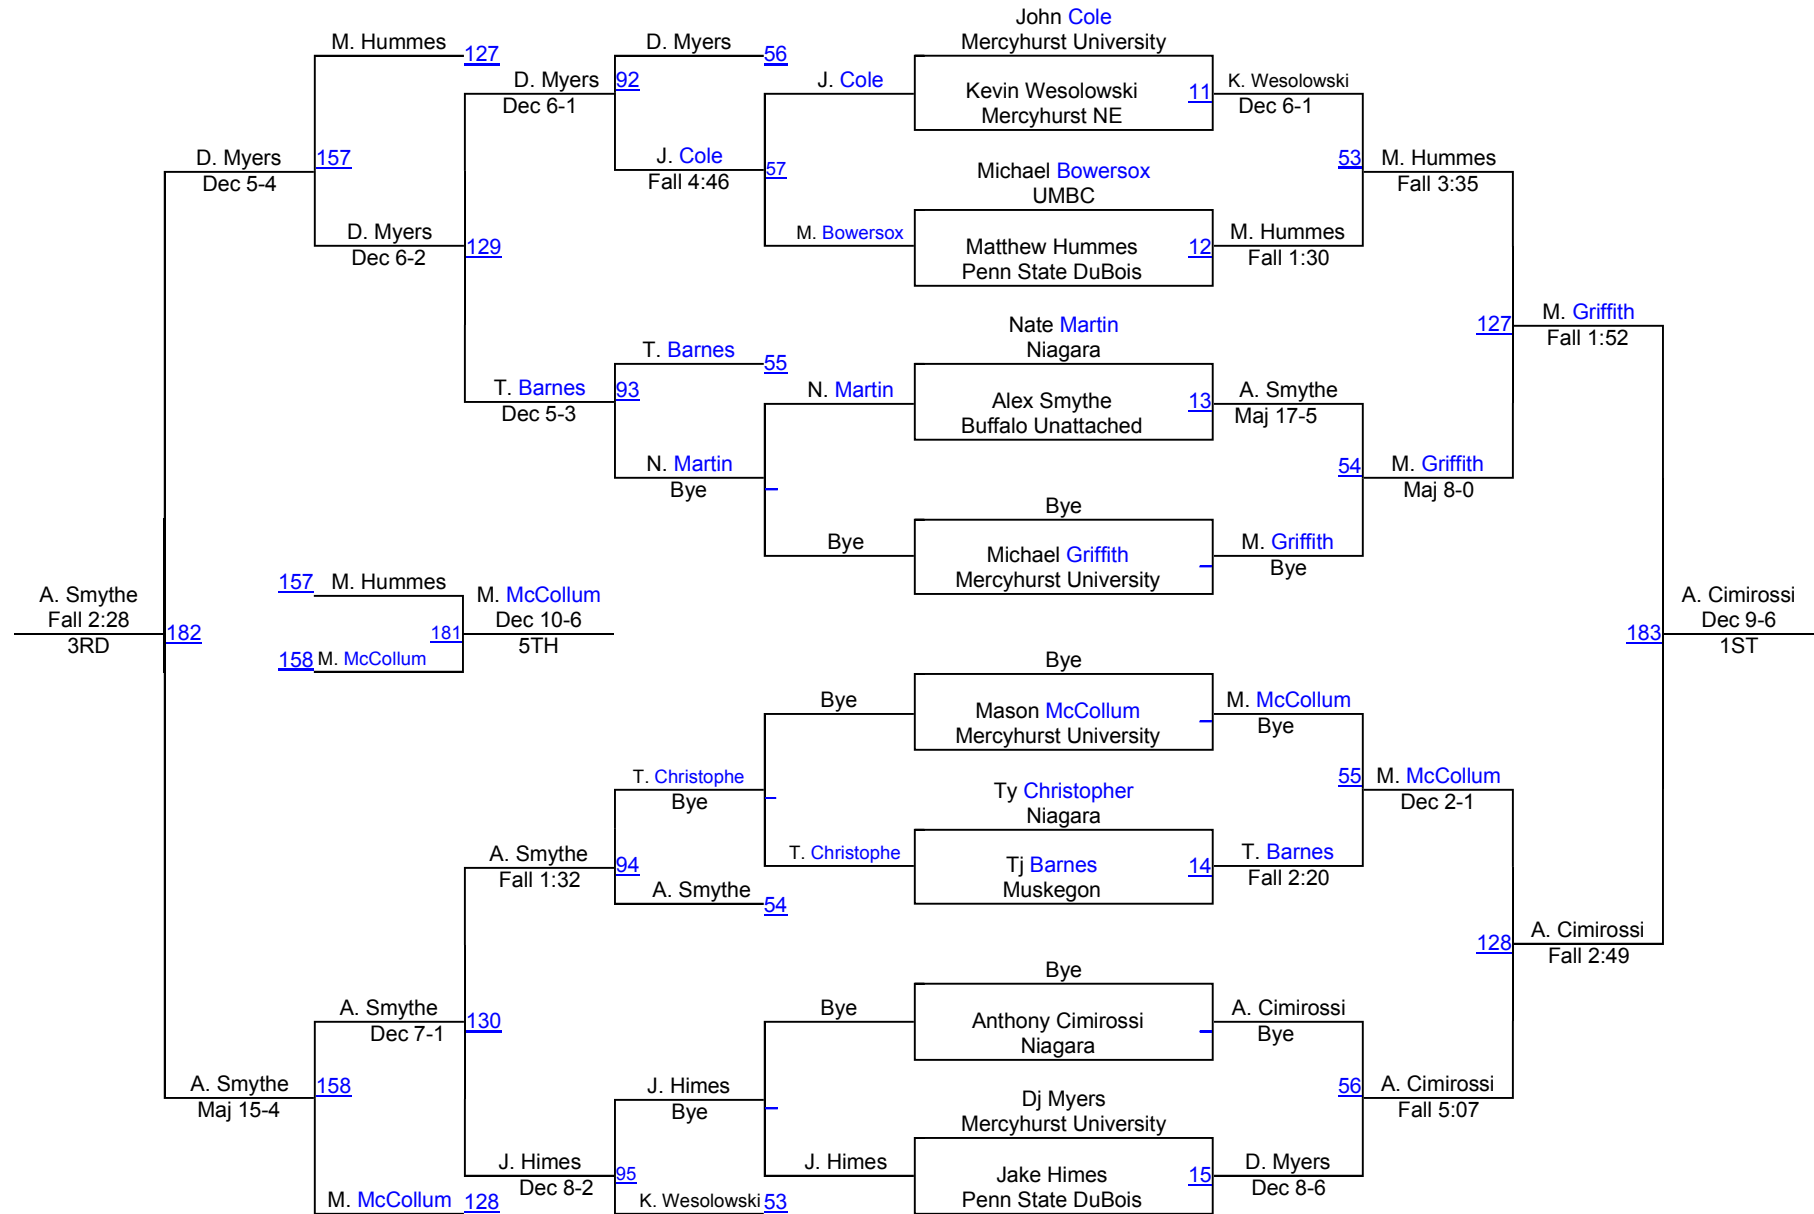 John Cole
Mercyhurst University
M. Hummes
127
D. Myers
56
D. Myers
92
Dec 6-1
J. Cole
Kevin Wesolowski
Mercyhurst NE
11
K. Wesolowski
Dec 6-1
D. Myers
Dec 5-4
157
J. Cole
Fall 4:46
57
Michael Bowersox
UMBC
53
M. Hummes
Fall 3:35
D. Myers
Dec 6-2
129
M. Bowersox
Matthew Hummes
Penn State DuBois
12
M. Hummes
Fall 1:30
Nate Martin
Niagara
127
M. Griffith
Fall 1:52
T. Barnes
55
T. Barnes
Dec 5-3
93
N. Martin
Alex Smythe
Buffalo Unattached
13
A. Smythe
Maj 17-5
N. Martin
Bye
54
M. Griffith
Maj 8-0
Bye
Bye
Michael Griffith
Mercyhurst University
M. Griffith
Bye
A. Smythe
Fall 2:28
3RD
182
157
M. Hummes
158
M. McCollum
181
M. McCollum
Dec 10-6
5TH
183
A. Cimirossi
Dec 9-6
1ST
Bye
Bye
Mason McCollum
Mercyhurst University
M. McCollum
Bye
T. Christophe
Bye
Ty Christopher
Niagara
55
M. McCollum
Dec 2-1
A. Smythe
Fall 1:32
94
T. Christophe
Tj Barnes
Muskegon
14
T. Barnes
Fall 2:20
A. Smythe
54
128
A. Cimirossi
Fall 2:49
Bye
A. Smythe
Dec 7-1
130
Bye
Anthony Cimirossi
Niagara
A. Cimirossi
Bye
A. Smythe
Maj 15-4
158
J. Himes
Bye
Dj Myers
Mercyhurst University
56
A. Cimirossi
Fall 5:07
J. Himes
Dec 8-2
95
J. Himes
Jake Himes
Penn State DuBois
15
D. Myers
Dec 8-6
M. McCollum
128
K. Wesolowski
53